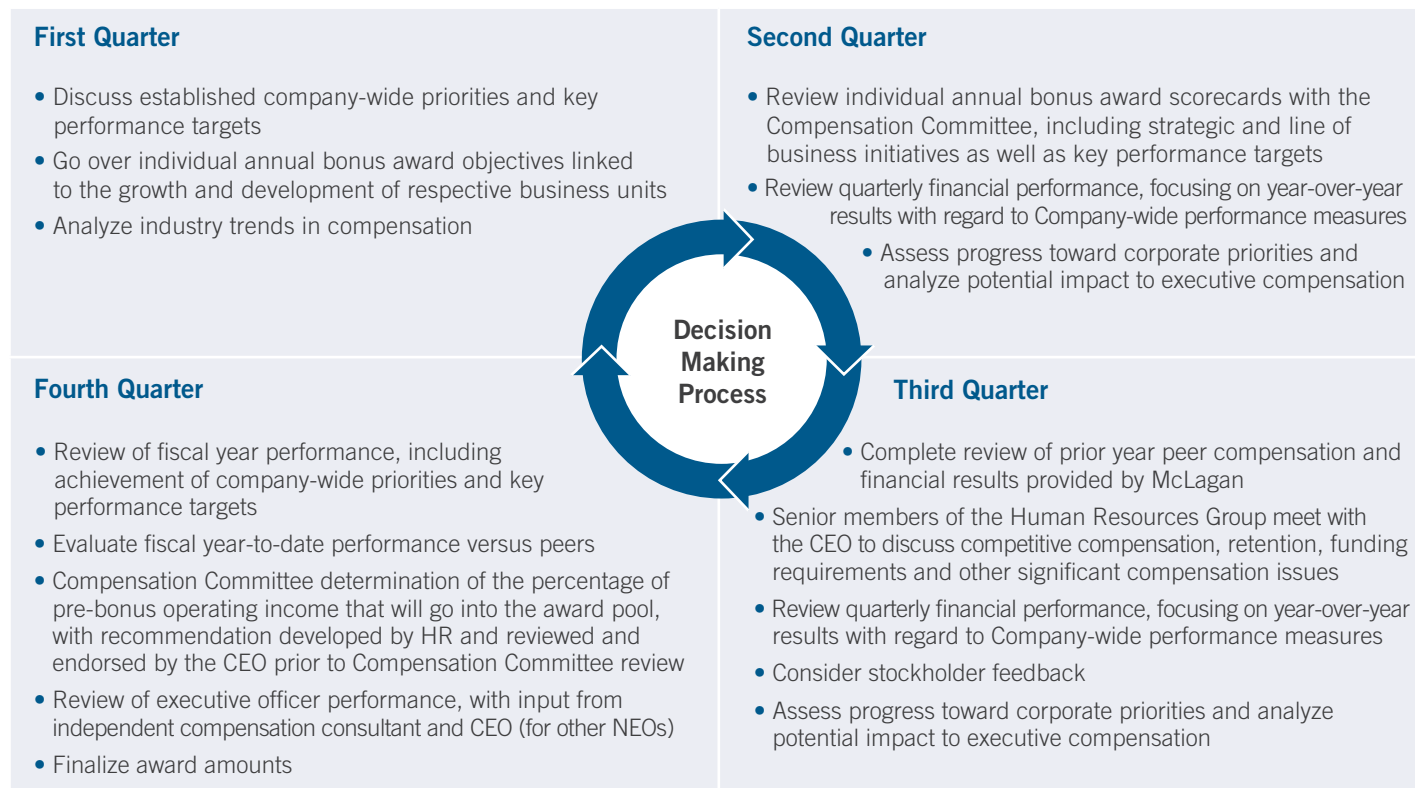 First Quarter
• Discuss established company-wide priorities and key
performance targets
• Go over individual annual bonus award objectives linked
to the growth and development of respective business units
• Analyze industry trends in compensation
Second Quarter
• Review individual annual bonus award scorecards with the
Compensation Committee, including strategic and line of
business initiatives as well as key performance targets
• Review quarterly financial performance, focusing on year-over-year
results with regard to Company-wide performance measures
• Assess progress toward corporate priorities and
analyze potential impact to executive compensation
Decision
Making
Process
Third Quarter
• Complete review of prior year peer compensation and
financial results provided by McLagan
• Senior members of the Human Resources Group meet with
the CEO to discuss competitive compensation, retention, funding
requirements and other significant compensation issues
• Review quarterly financial performance, focusing on year-over-year
results with regard to Company-wide performance measures
• Consider stockholder feedback
• Assess progress toward corporate priorities and analyze
potential impact to executive compensation
Fourth Quarter
• Review of fiscal year performance, including
achievement of company-wide priorities and key
performance targets
• Evaluate fiscal year-to-date performance versus peers
• Compensation Committee determination of the percentage of
pre-bonus operating income that will go into the award pool,
with recommendation developed by HR and reviewed and
endorsed by the CEO prior to Compensation Committee review
• Review of executive officer performance, with input from
independent compensation consultant and CEO (for other NEOs)
• Finalize award amounts